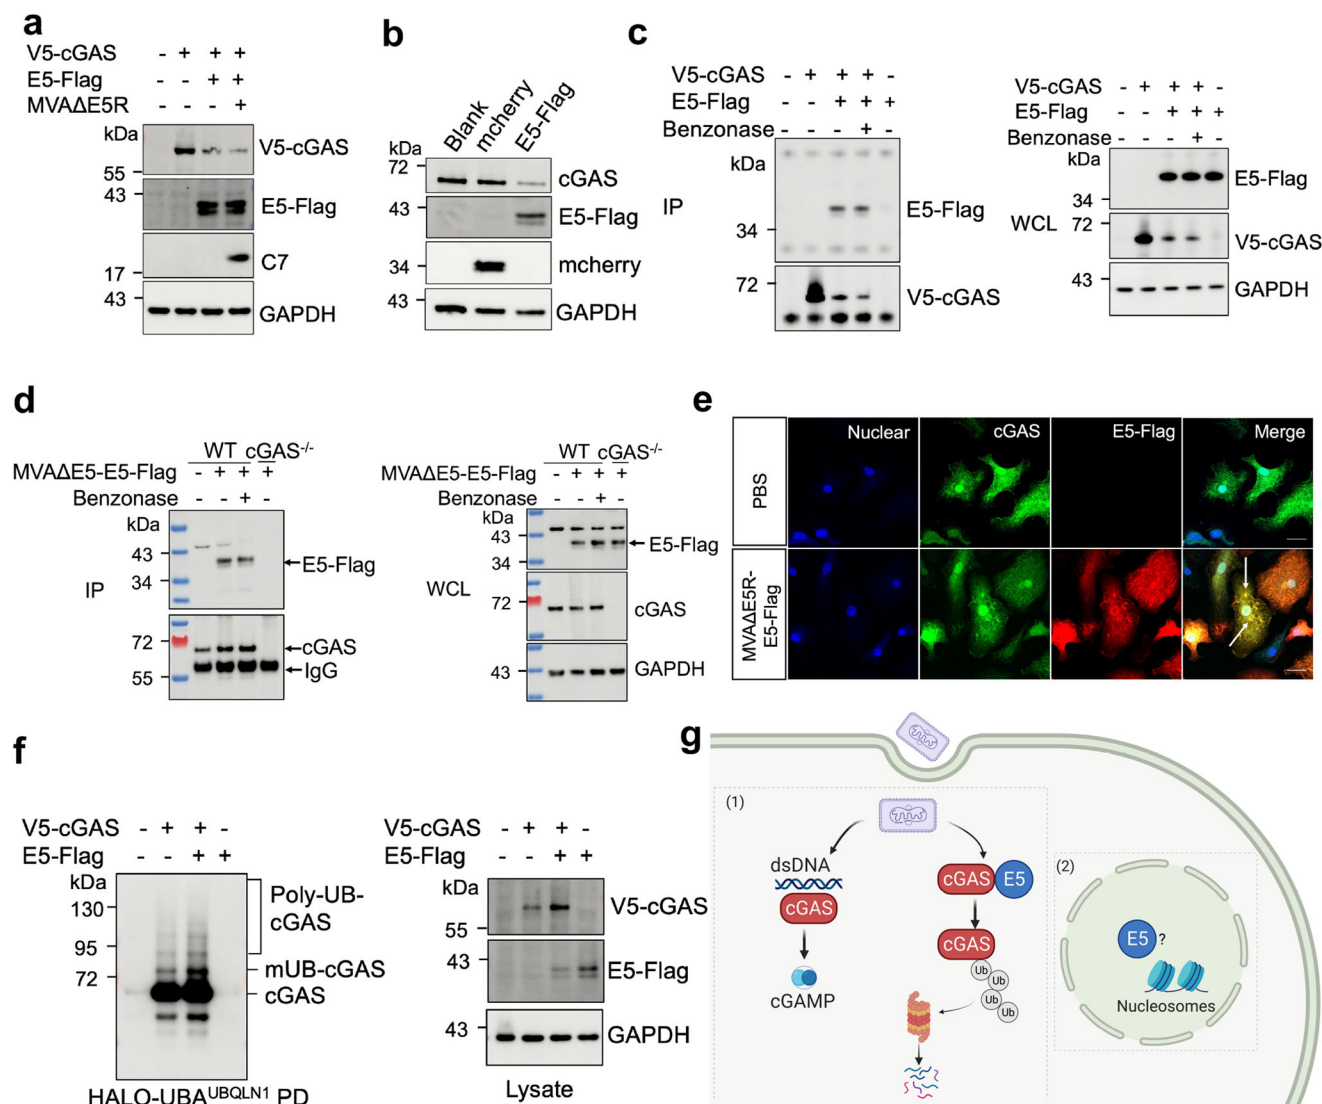 a
V5-cGAS - + + +
E5-Flag - - + +
MVAΔE5R +
kDa
V5-cGAS
55
43
E5-Flag
C7
17
43
GAPDH
b
Blank
mcherry
E5-Flag
kDa
72
cGAS
43
E5-Flag
34
mcherry
43
GAPDH
c
V5-cGAS - + + + -
E5-Flag - - + + +
Benzonase - - - + -
kDa
IP
E5-Flag
34
72
V5-cGAS
V5-cGAS - + + + -
E5-Flag - - + + +
Benzonase - - - + -
kDa
E5-Flag
34
WCL
72
V5-cGAS
43
GAPDH
d
WT cGAS-/-
MVAΔE5-E5-Flag - + + +
Benzonase - - + -
kDa
43
E5-Flag
34
IP
72
cGAS
IgG
55
WT cGAS-/-
MVAΔE5-E5-Flag - + + +
Benzonase - - + -
kDa
43
E5-Flag
34
WCL
72
cGAS
43
GAPDH
e
Nuclear
cGAS
E5-Flag
Merge
PBS
MVAΔE5R-
E5-Flag
f
V5-cGAS - + + -
E5-Flag - - + +
kDa
130
Poly-UB-
cGAS
95
mUB-cGAS
72
cGAS
HALO-UBAUBQLN1 PD
V5-cGAS - + + -
E5-Flag - - + +
kDa
V5-cGAS
55
43
E5-Flag
43
GAPDH
Lysate
g
(1)
dsDNA
cGAS
cGAMP
cGAS E5
cGAS
Ub
Ub
Ub
Ub
(2)
E5 ?
Nucleosomes